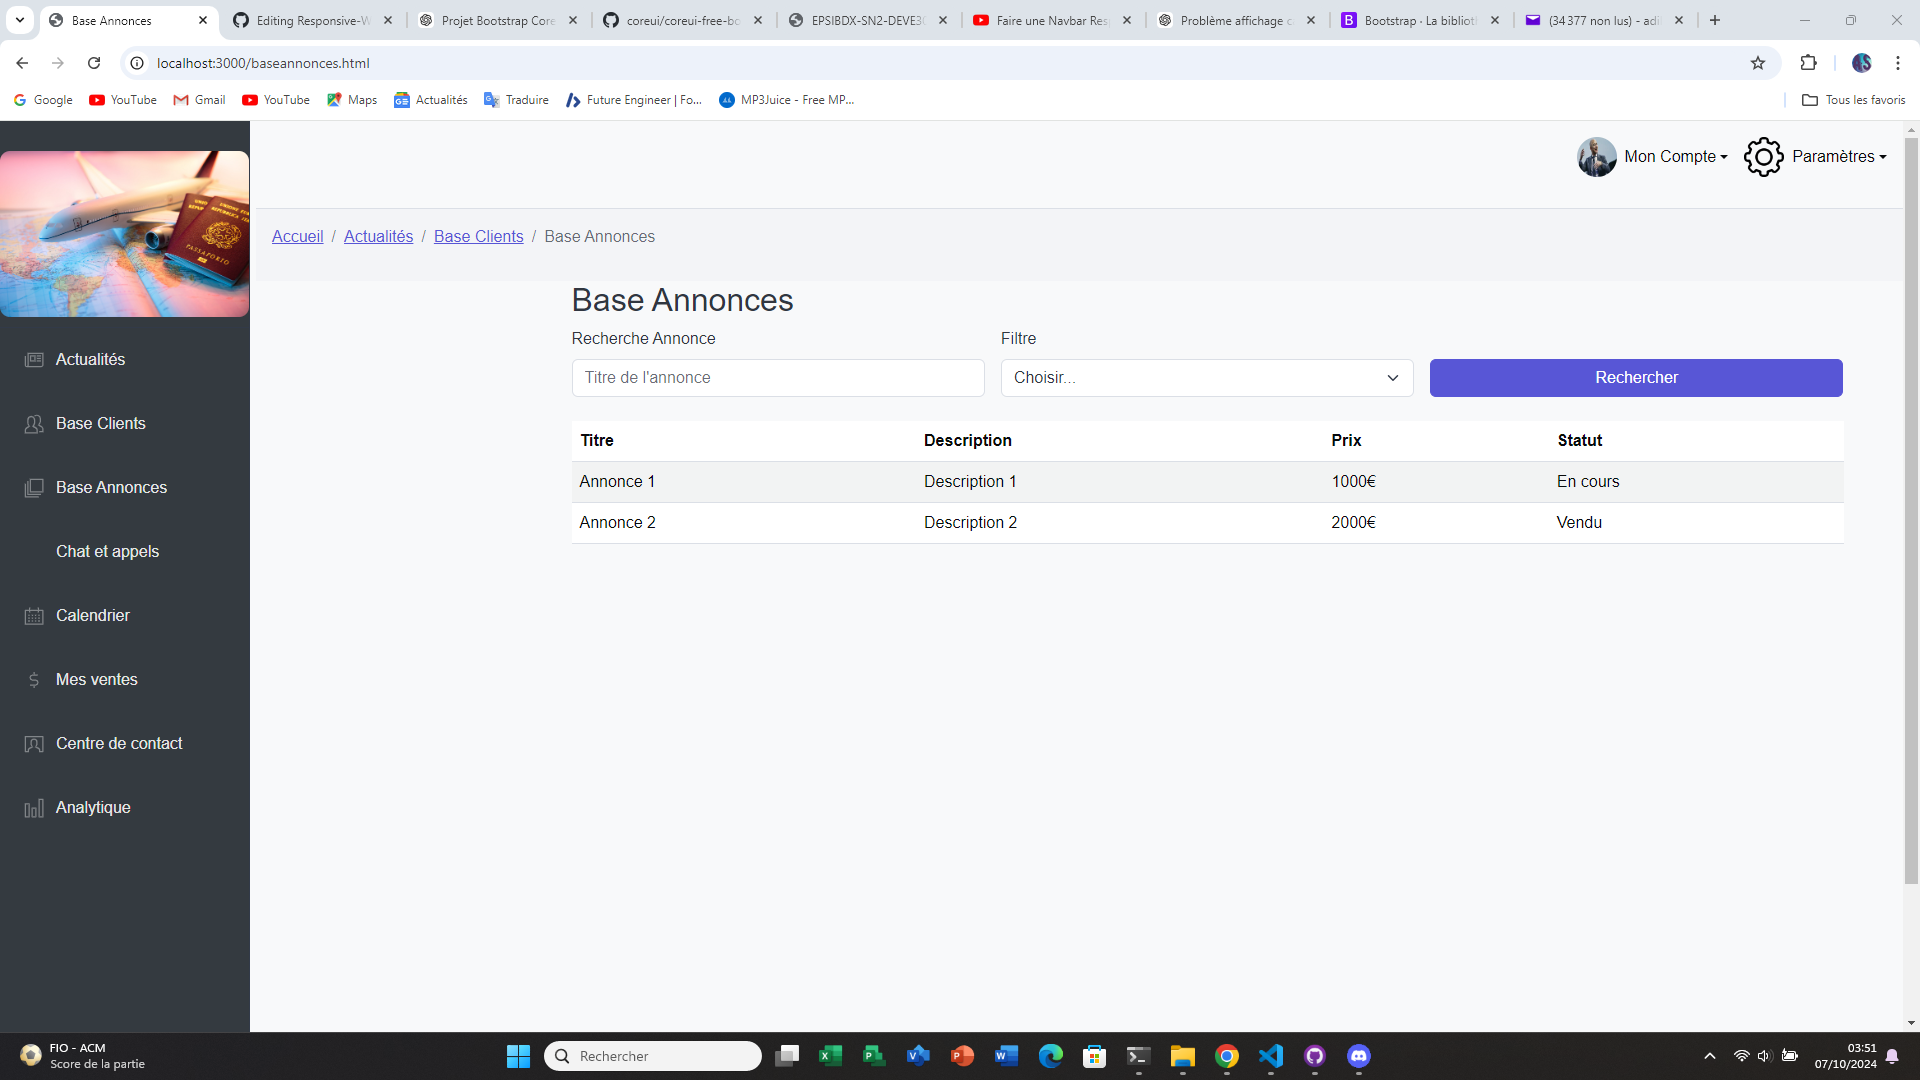 Base Annonces
Editing Responsive-W
Projet Bootstrap Core
coreui/coreui-free-bo
EPSIBDX-SN2-DEVE3
Faire une Navbar Res
Problème affichage c
Bootstrap · La bibliot
(34 377 non lus) - adi
localhost:3000/baseannonces.html
Google
YouTube
Gmail
YouTube
Maps
Actualités
Traduire
Future Engineer | Fo...
MP3Juice - Free MP...
Tous les favoris
Mon Compte
Paramètres
Accueil / Actualités / Base Clients / Base Annonces
Actualités
Base Clients
Base Annonces
Chat et appels
Calendrier
Mes ventes
Centre de contact
Analytique
Base Annonces
Recherche Annonce
Filtre
Titre de l'annonce
Choisir...
Rechercher
Titre Description Prix Statut
Annonce 1 Description 1 1000€ En cours
Annonce 2 Description 2 2000€ Vendu
FIO - ACM
Score de la partie
Rechercher
03:51
07/10/2024